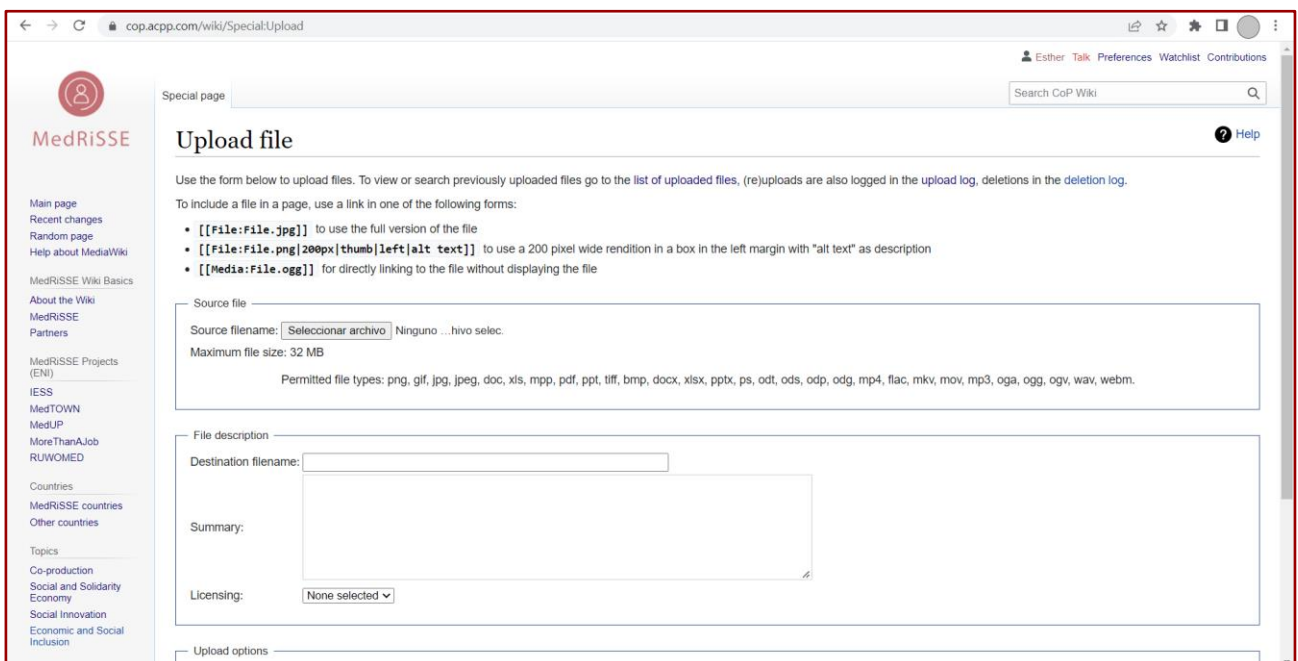 cop.acpp.com/wiki/Special:Upload
Esther Talk Preferences Watchlist Contributions
Special page
Search CoP Wiki
MedRiSSE
Upload file
Help
Use the form below to upload files. To view or search previously uploaded files go to the list of uploaded files, (re)uploads are also logged in the upload log, deletions in the deletion log.
To include a file in a page, use a link in one of the following forms:
• [[File:File.jpg]] to use the full version of the file
• [[File:File.png|200px|thumb|left|alt text]] to use a 200 pixel wide rendition in a box in the left margin with "alt text" as description
• [[Media:File.ogg]] for directly linking to the file without displaying the file
Source file
Source filename: Seleccionar archivo Ninguno …hivo selec.
Maximum file size: 32 MB
Permitted file types: png, gif, jpg, jpeg, doc, xls, mpp, pdf, ppt, tiff, bmp, docx, xlsx, pptx, ps, odt, ods, odp, odg, mp4, flac, mkv, mov, mp3, oga, ogg, ogv, wav, webm.
File description
Destination filename:
Summary:
Licensing: None selected
Upload options
Main page
Recent changes
Random page
Help about MediaWiki
MedRiSSE Wiki Basics
About the Wiki
MedRiSSE
Partners
MedRiSSE Projects
(ENI)
IESS
MedTOWN
MedUP
MoreThanAJob
RUWOMED
Countries
MedRiSSE countries
Other countries
Topics
Co-production
Social and Solidarity
Economy
Social Innovation
Economic and Social
Inclusion